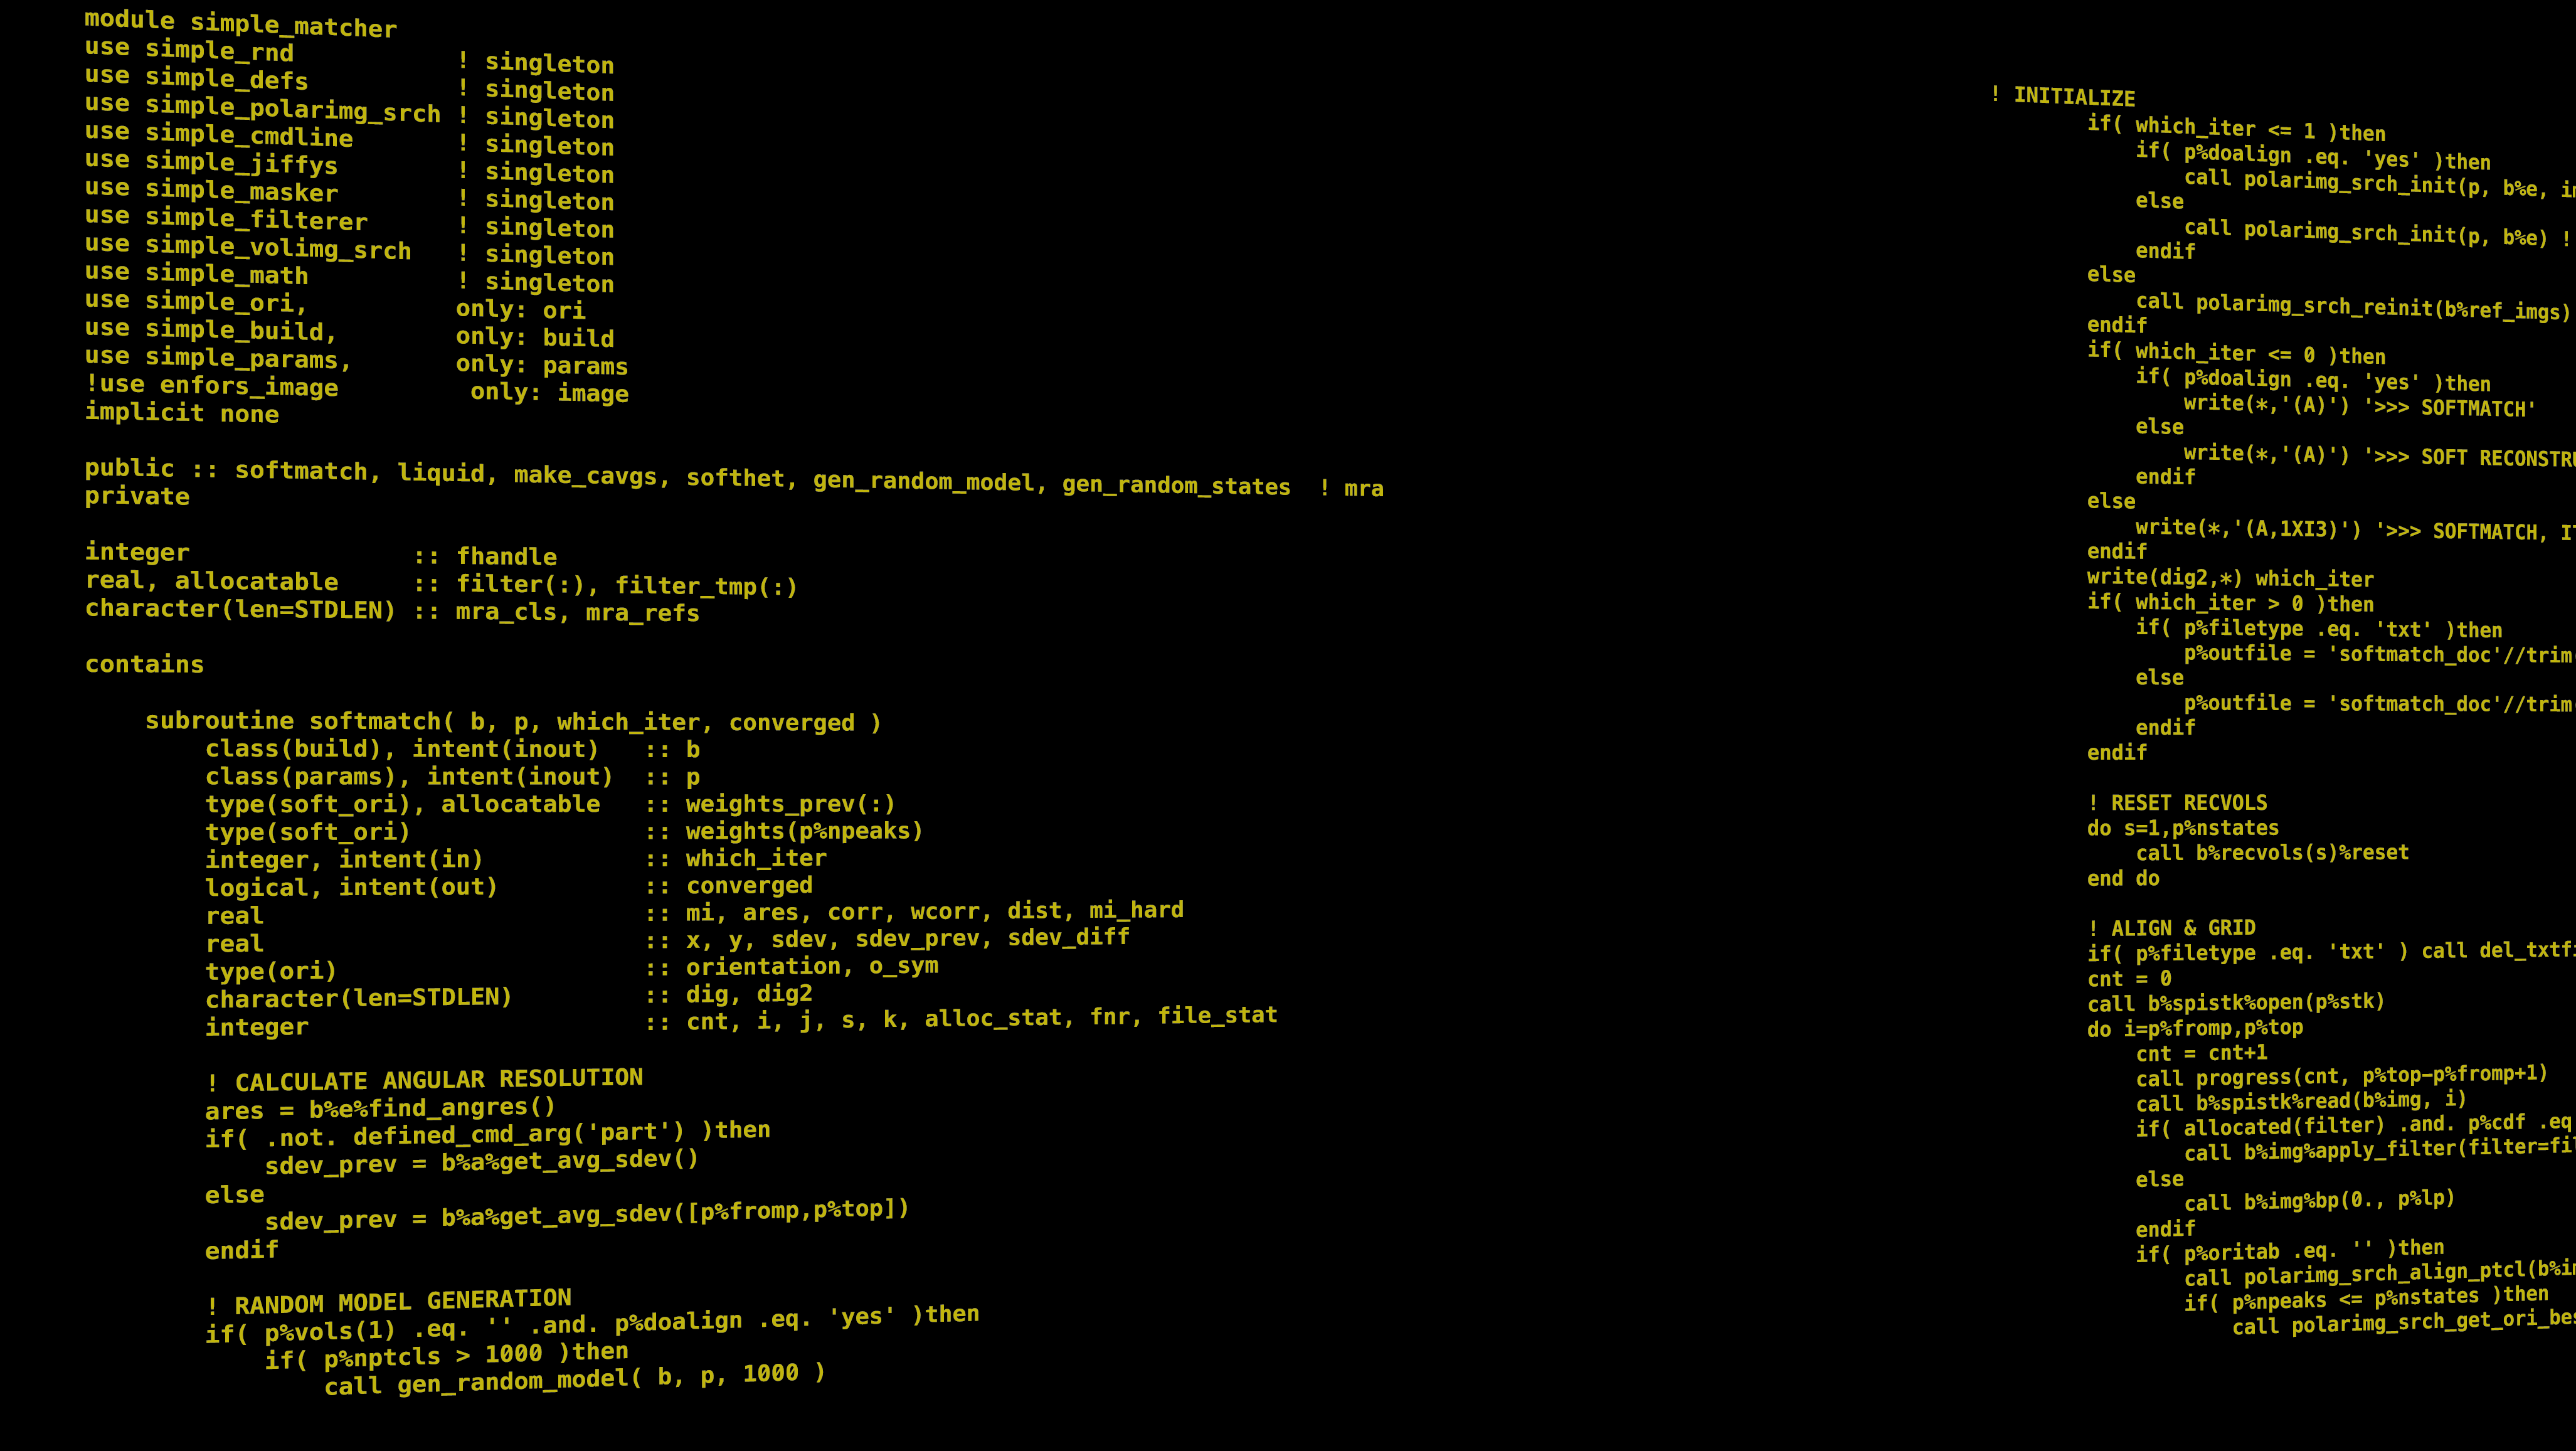 module simple_matcher
use simple_rnd ! singleton
use simple_defs ! singleton
use simple_polarimg_srch ! singleton
use simple_cmdline ! singleton
use simple_jiffys ! singleton
use simple_masker ! singleton
use simple_filterer ! singleton
use simple_volimg_srch ! singleton
use simple_math ! singleton
use simple_ori, only: ori
use simple_build, only: build
use simple_params, only: params
!use enfors_image only: image
implicit none

public :: softmatch, liquid, make_cavgs, softhet, gen_random_model, gen_random_states ! mra
private

integer :: fhandle
real, allocatable :: filter(:), filter_tmp(:)
character(len=STDLEN) :: mra_cls, mra_refs

contains

subroutine softmatch( b, p, which_iter, converged )
class(build), intent(inout) :: b
class(params), intent(inout) :: p
type(soft_ori), allocatable :: weights_prev(:)
type(soft_ori) :: weights(p%npeaks)
integer, intent(in) :: which_iter
logical, intent(out) :: converged
real :: mi, ares, corr, wcorr, dist, mi_hard
real :: x, y, sdev, sdev_prev, sdev_diff
type(ori) :: orientation, o_sym
character(len=STDLEN) :: dig, dig2
integer :: cnt, i, j, s, k, alloc_stat, fnr, file_stat

! CALCULATE ANGULAR RESOLUTION
ares = b%e%find_angres()
if( .not. defined_cmd_arg('part') )then
sdev_prev = b%a%get_avg_sdev()
else
sdev_prev = b%a%get_avg_sdev([p%fromp,p%top])
endif

! RANDOM MODEL GENERATION
if( p%vols(1) .eq. '' .and. p%doalign .eq. 'yes' )then
if( p%nptcls > 1000 )then
call gen_random_model( b, p, 1000 )

! INITIALIZE
if( which_iter <= 1 )then
if( p%doalign .eq. 'yes' )then
call polarimg_srch_init(p, b%e, i
else
call polarimg_srch_init(p, b%e) !
endif
else
call polarimg_srch_reinit(b%ref_imgs)
endif
if( which_iter <= 0 )then
if( p%doalign .eq. 'yes' )then
write(*,'(A)') '>>> SOFTMATCH'
else
write(*,'(A)') '>>> SOFT RECONSTR
endif
else
write(*,'(A,1XI3)') '>>> SOFTMATCH, I
endif
write(dig2,*) which_iter
if( which_iter > 0 )then
if( p%filetype .eq. 'txt' )then
p%outfile = 'softmatch_doc'//trim
else
p%outfile = 'softmatch_doc'//trim
endif
endif

! RESET RECVOLS
do s=1,p%nstates
call b%recvols(s)%reset
end do

! ALIGN & GRID
if( p%filetype .eq. 'txt' ) call del_txtf
cnt = 0
call b%spistk%open(p%stk)
do i=p%fromp,p%top
cnt = cnt+1
call progress(cnt, p%top-p%fromp+1)
call b%spistk%read(b%img, i)
if( allocated(filter) .and. p%cdf .eq
call b%img%apply_filter(filter=fil
else
call b%img%bp(0., p%lp)
endif
if( p%oritab .eq. '' )then
call polarimg_srch_align_ptcl(b%i
if( p%npeaks <= p%nstates )then
call polarimg_srch_get_ori_bes